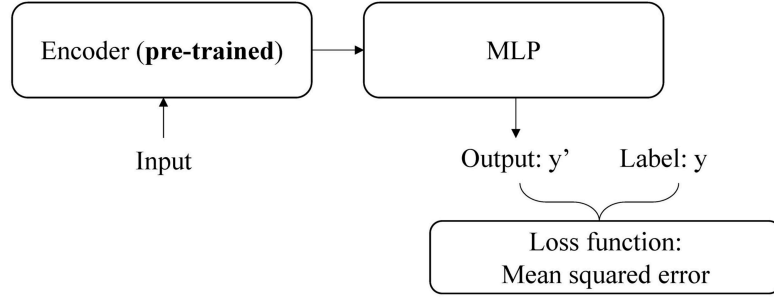 Encoder (pre-trained)
MLP
Input
Output: y’
Label: y
Loss function:
Mean squared error